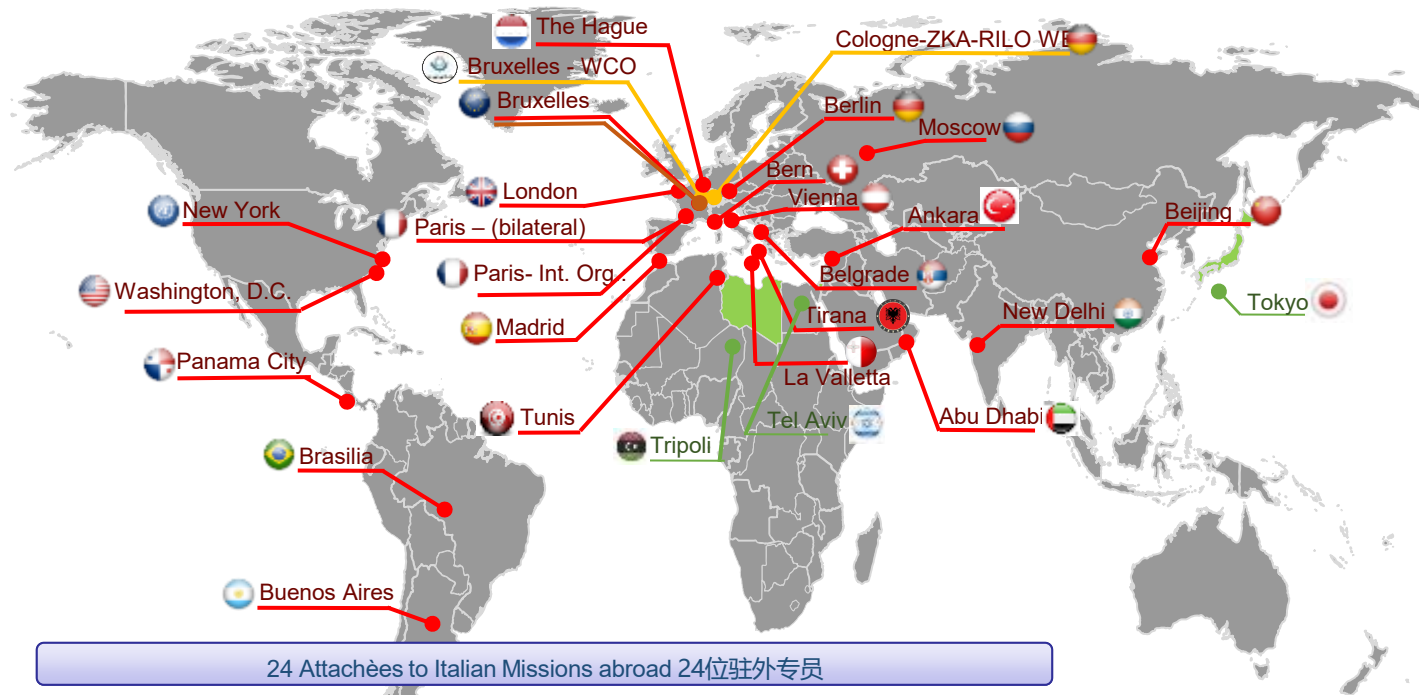 The Hague
Cologne-ZKA-RILO WE
Bruxelles - WCO
Bruxelles
Berlin
Moscow
Bern
London
Vienna
New York
Paris – (bilateral)
Ankara
Beijing
Paris- Int. Org.
Belgrade
Washington, D.C.
Tokyo
Madrid
Tirana
New Delhi
Panama City
La Valletta
Tunis
Tel Aviv
Abu Dhabi
Tripoli
Brasilia
Buenos Aires
24 Attachèes to Italian Missions abroad 24位驻外专员